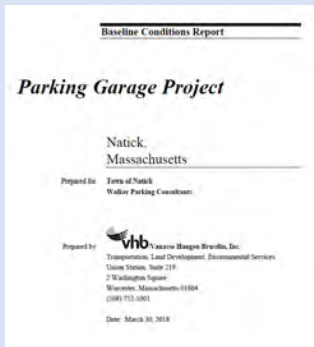 Baseline Conditions Report
Parking Garage Project
Natick,
Massachusetts
Prepared for Town of Natick
Walker Parking Consultants
Prepared by vhb Vanasse Hangen Brustlin, Inc.
Transportation, Land Development, Environmental Services
Union Station, Suite 219
2 Washington Square
Worcester, Massachusetts 01604
(508) 752-1001
Date: March 30, 2018